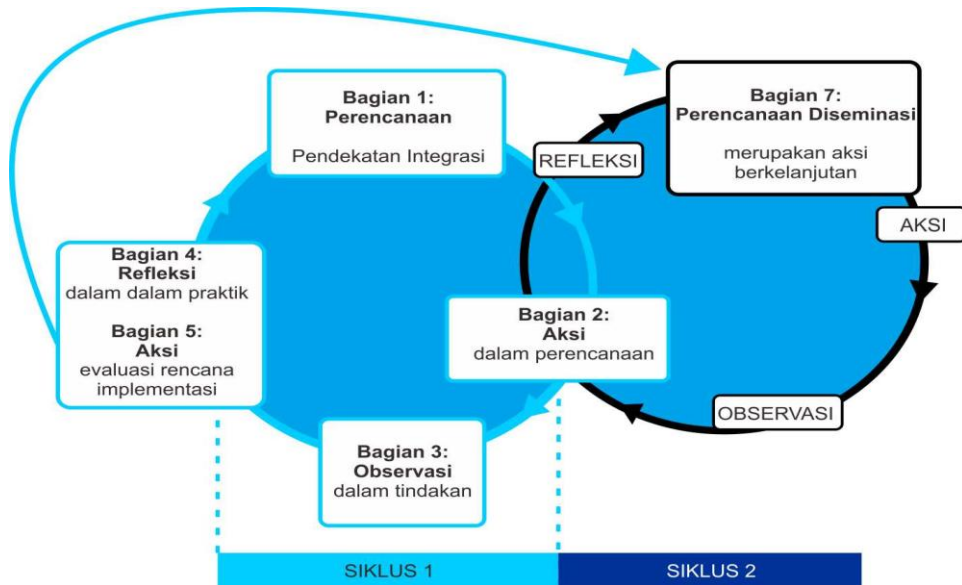 Bagian 1:
Perencanaan
Pendekatan Integrasi
Bagian 7:
Perencanaan Diseminasi
merupakan aksi
berkelanjutan
REFLEKSI
AKSI
Bagian 4:
Refleksi
dalam dalam praktik
Bagian 5:
Aksi
evaluasi rencana
implementasi
Bagian 2:
Aksi
dalam perencanaan
OBSERVASI
Bagian 3:
Observasi
dalam tindakan
SIKLUS 1
SIKLUS 2